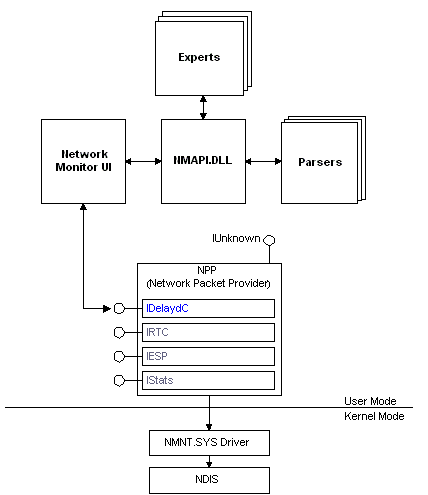 Experts
Network
Monitor UI
NMAPI.DLL
Parsers
IUnknown
NPP
(Network Packet Provider)
IDelaydC
IRTC
IESP
IStats
User Mode
Kernel Mode
NMNT.SYS Driver
NDIS